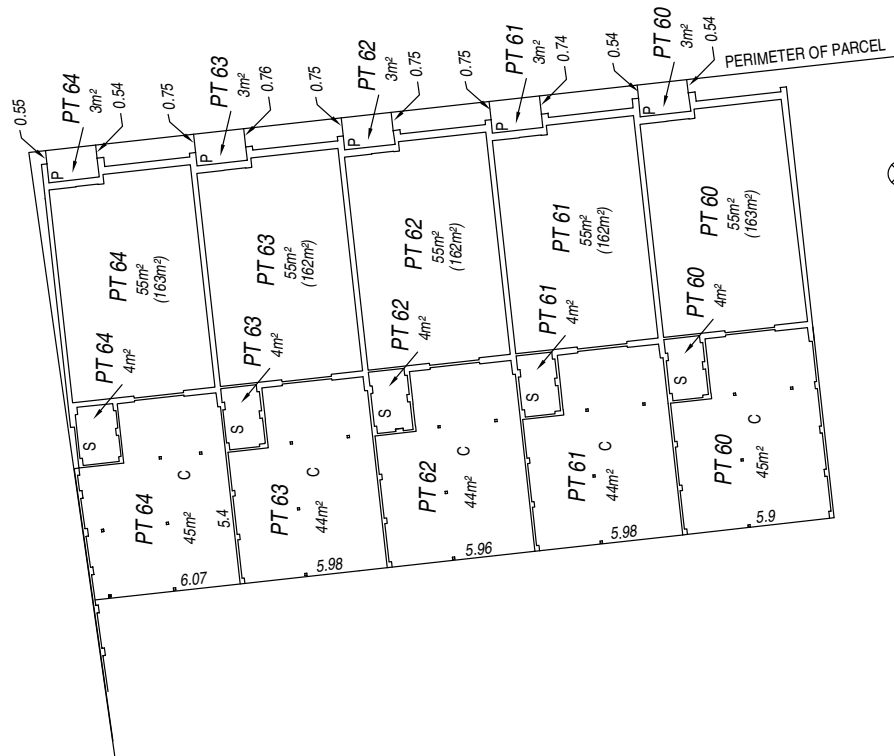 PERIMETER OF PARCEL
0.55
PT 64
3m²
0.54
0.75
PT 63
3m²
0.76
0.75
PT 62
3m²
0.75
0.75
PT 61
3m²
0.74
0.54
PT 60
3m²
0.54
P
P
P
P
P
PT 64
55m²
(163m²)
PT 63
55m²
(162m²)
PT 62
55m²
(162m²)
PT 61
55m²
(162m²)
PT 60
55m²
(163m²)
PT 64
4m²
PT 63
4m²
PT 62
4m²
PT 61
4m²
PT 60
4m²
S
S
S
S
S
PT 64
45m²
C
5.4
PT 63
44m²
C
PT 62
44m²
C
PT 61
44m²
C
PT 60
45m²
C
6.07
5.98
5.96
5.98
5.9